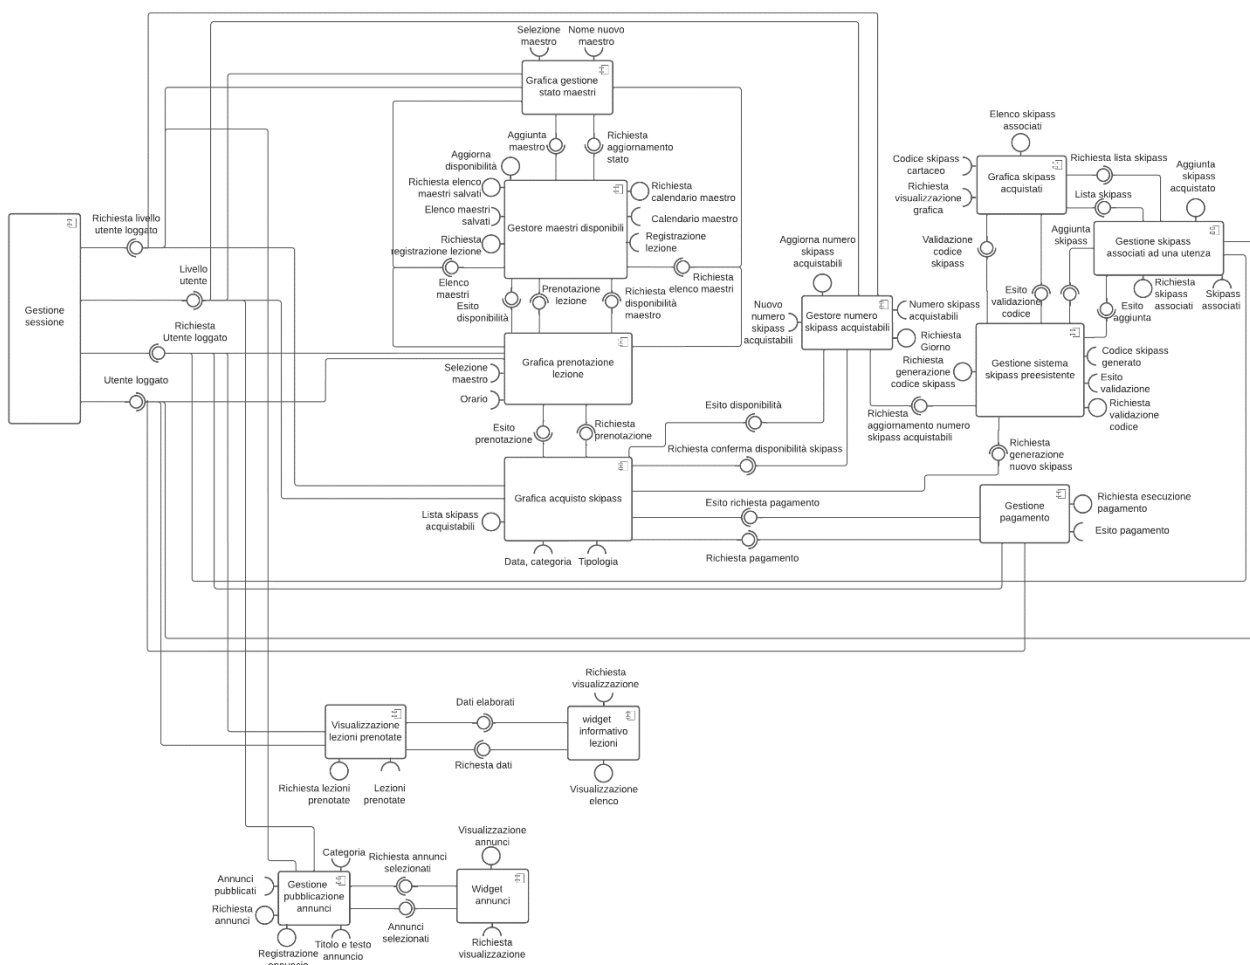 Selezione
maestro
Nome nuovo
maestro
Grafica gestione
stato maestri
Aggiunta
maestro
Richiesta
aggiornamento
stato
Elenco skipass
associati
Codice skipass
cartaceo
Richiesta
visualizzazione
grafica
Grafica skipass
acquistati
Richiesta lista skipass
Lista skipass
Aggiunta
skipass
acquistato
Aggiorna
disponibilità
Richiesta elenco
maestri salvati
Elenco maestri
salvati
Richiesta
registrazione lezione
Gestore maestri disponibili
Richiesta
calendario maestro
Calendario maestro
Registrazione
lezione
Richiesta livello
utente loggato
Livello
utente
Richiesta
Utente loggato
Utente loggato
Gestione
sessione
Elenco
maestri
Esito
disponibilità
Prenotazione
lezione
Richiesta
disponibilità
maestro
Richiesta
elenco maestri
Aggiorna numero
skipass
acquistabili
Validazione
codice
skipass
Aggiunta
skipass
Gestione skipass
associati ad una utenza
Esito
validazione
codice
Esito
aggiunta
Richiesta
skipass
associati
Skipass
associati
Nuovo
numero
skipass
acquistabili
Gestore numero
skipass acquistabili
Numero skipass
acquistabili
Richiesta
Giorno
Richiesta
generazione
codice skipass
Gestione sistema
skipass preesistente
Codice skipass
generato
Esito
validazione
Richiesta
validazione
codice
Grafica prenotazione
lezione
Selezione
maestro
Orario
Esito
prenotazione
Richiesta
prenotazione
Esito disponibilità
Richiesta
aggiornamento numero
skipass acquistabili
Richiesta conferma disponibilità skipass
Richiesta
generazione
nuovo skipass
Grafica acquisto skipass
Lista skipass
acquistabili
Data, categoria
Tipologia
Esito richiesta pagamento
Richiesta pagamento
Gestione
pagamento
Richiesta esecuzione
pagamento
Esito pagamento
Visualizzazione
lezioni prenotate
Richiesta lezioni
prenotate
Lezioni
prenotate
Dati elaborati
Richesta dati
Richiesta
visualizzazione
widget
informativo
lezioni
Visualizzazione
elenco
Categoria
Annunci
pubblicati
Richiesta
annunci
Gestione
pubblicazione
annunci
Registrazione
annuncio
Titolo e testo
annuncio
Richiesta annunci
selezionati
Annunci
selezionati
Visualizzazione
annunci
Widget
annunci
Richiesta
visualizzazione